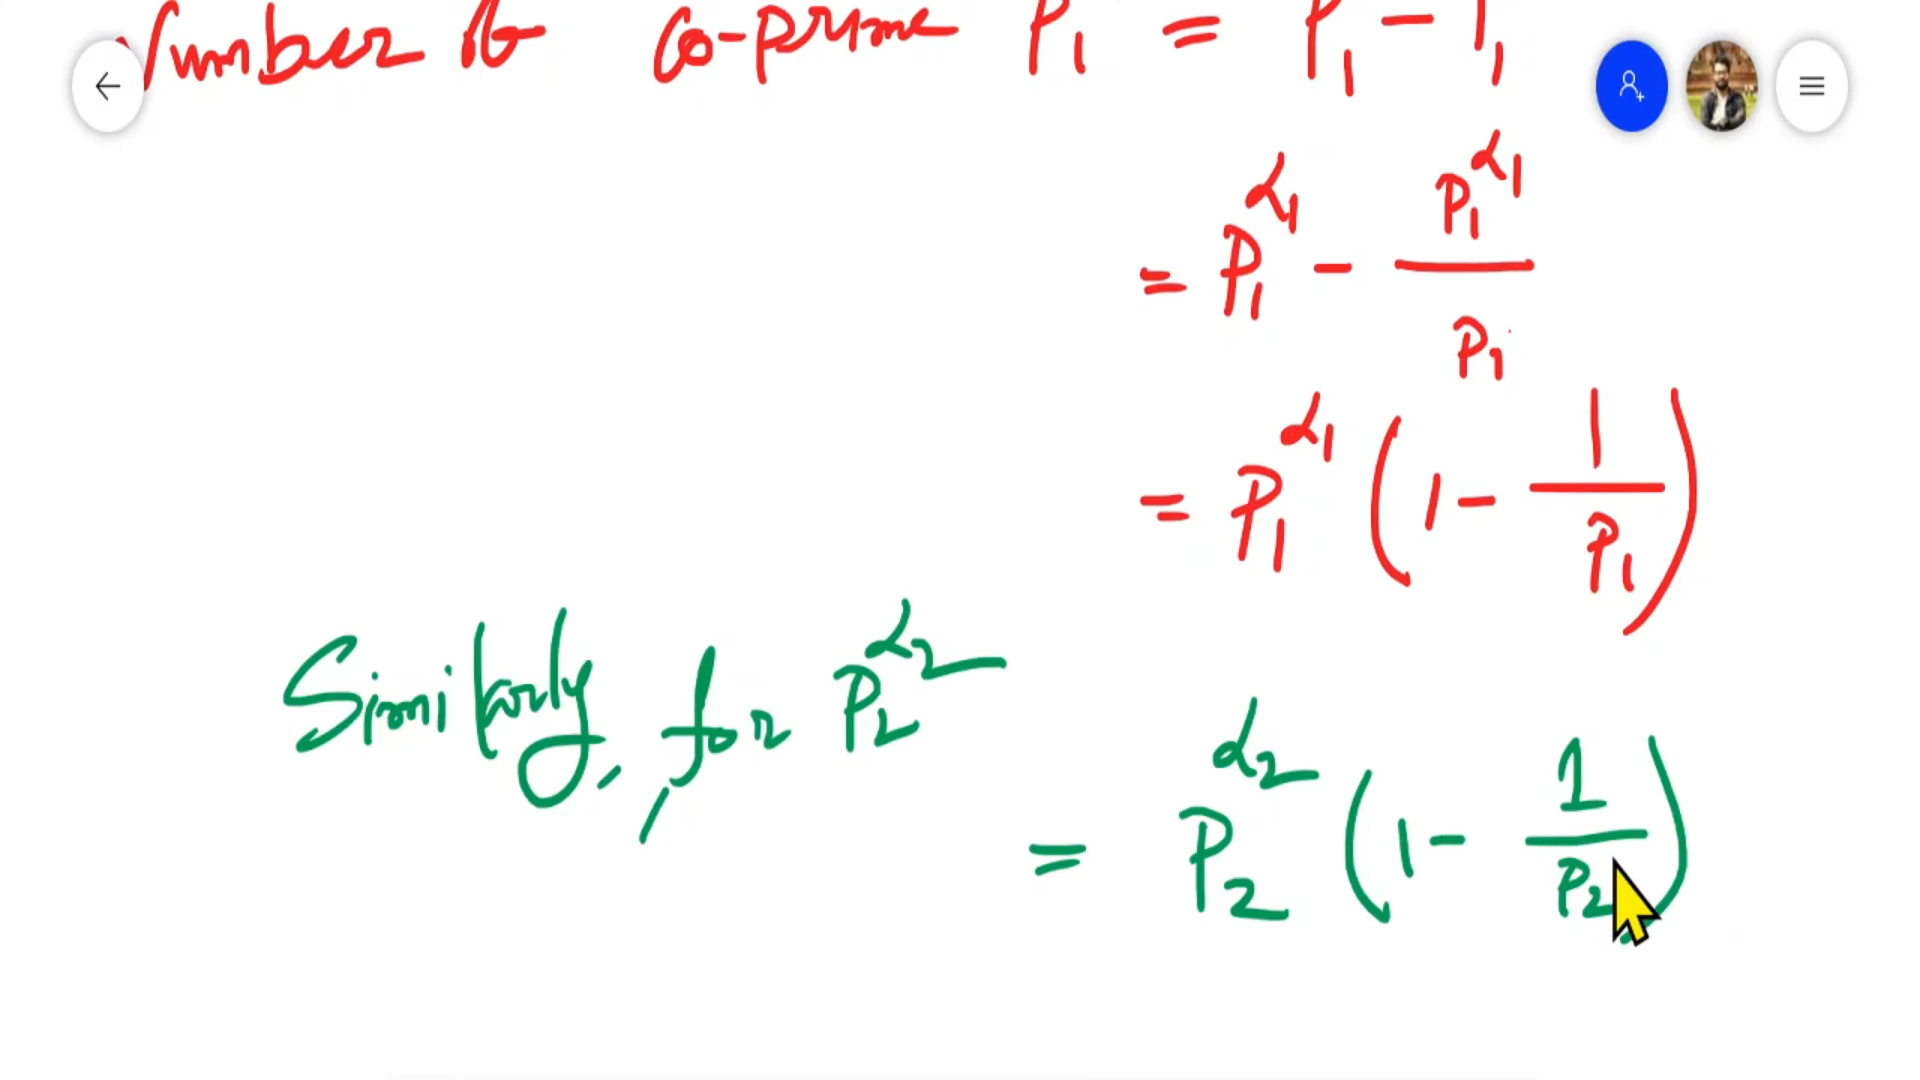 Number of co-prime P₁ = P₁ - 1,
= P₁^α₁ - P₁^α₁ / P₁
= P₁^α₁ (1 - 1/P₁)
Similarly, for P₂^α₂
= P₂^α₂ (1 - 1/P₂)